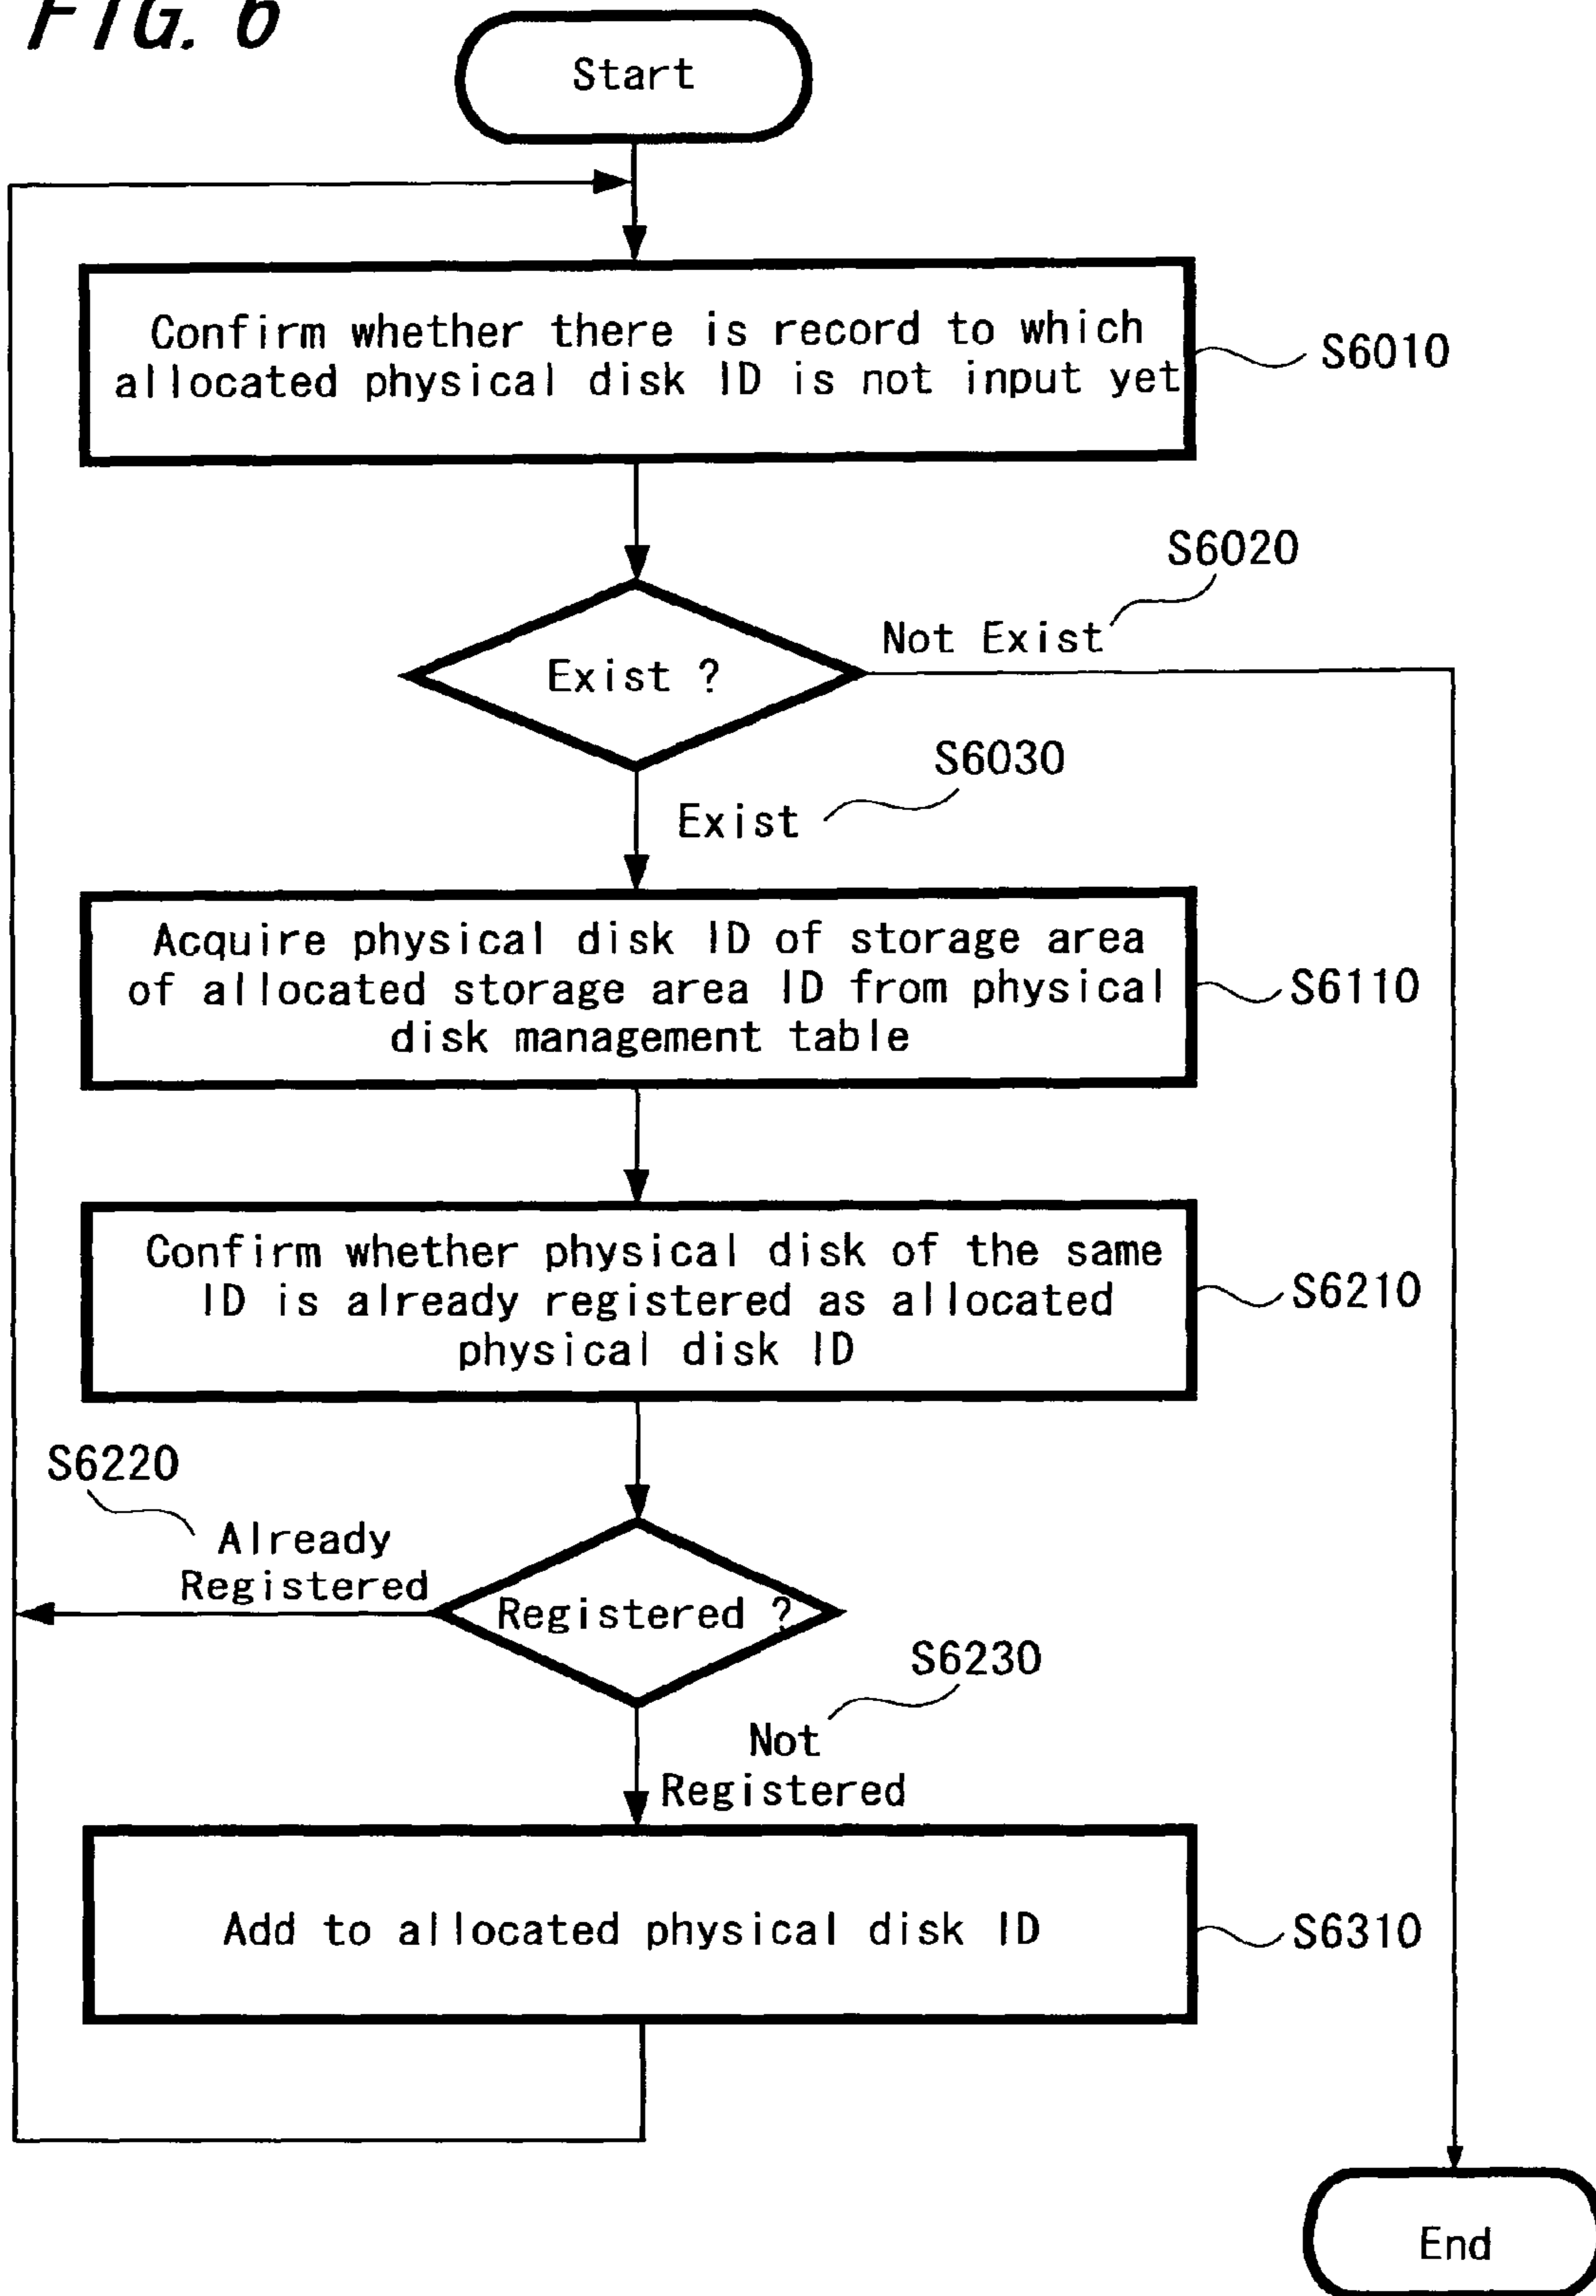 FIG. 6
Start
Confirm whether there is record to which
allocated physical disk ID is not input yet
S6010
S6020
Not Exist
Exist ?
S6030
Exist
Acquire physical disk ID of storage area
of allocated storage area ID from physical
disk management table
S6110
Confirm whether physical disk of the same
ID is already registered as allocated
physical disk ID
S6210
S6220
Already
Registered
Registered ?
S6230
Not
Registered
Add to allocated physical disk ID
S6310
End